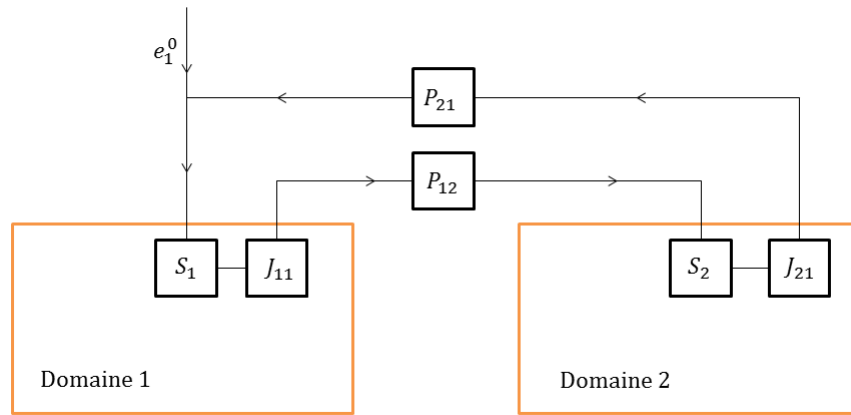 e₁⁰
P₂₁
P₁₂
S₁ J₁₁
S₂ J₂₁
Domaine 1
Domaine 2